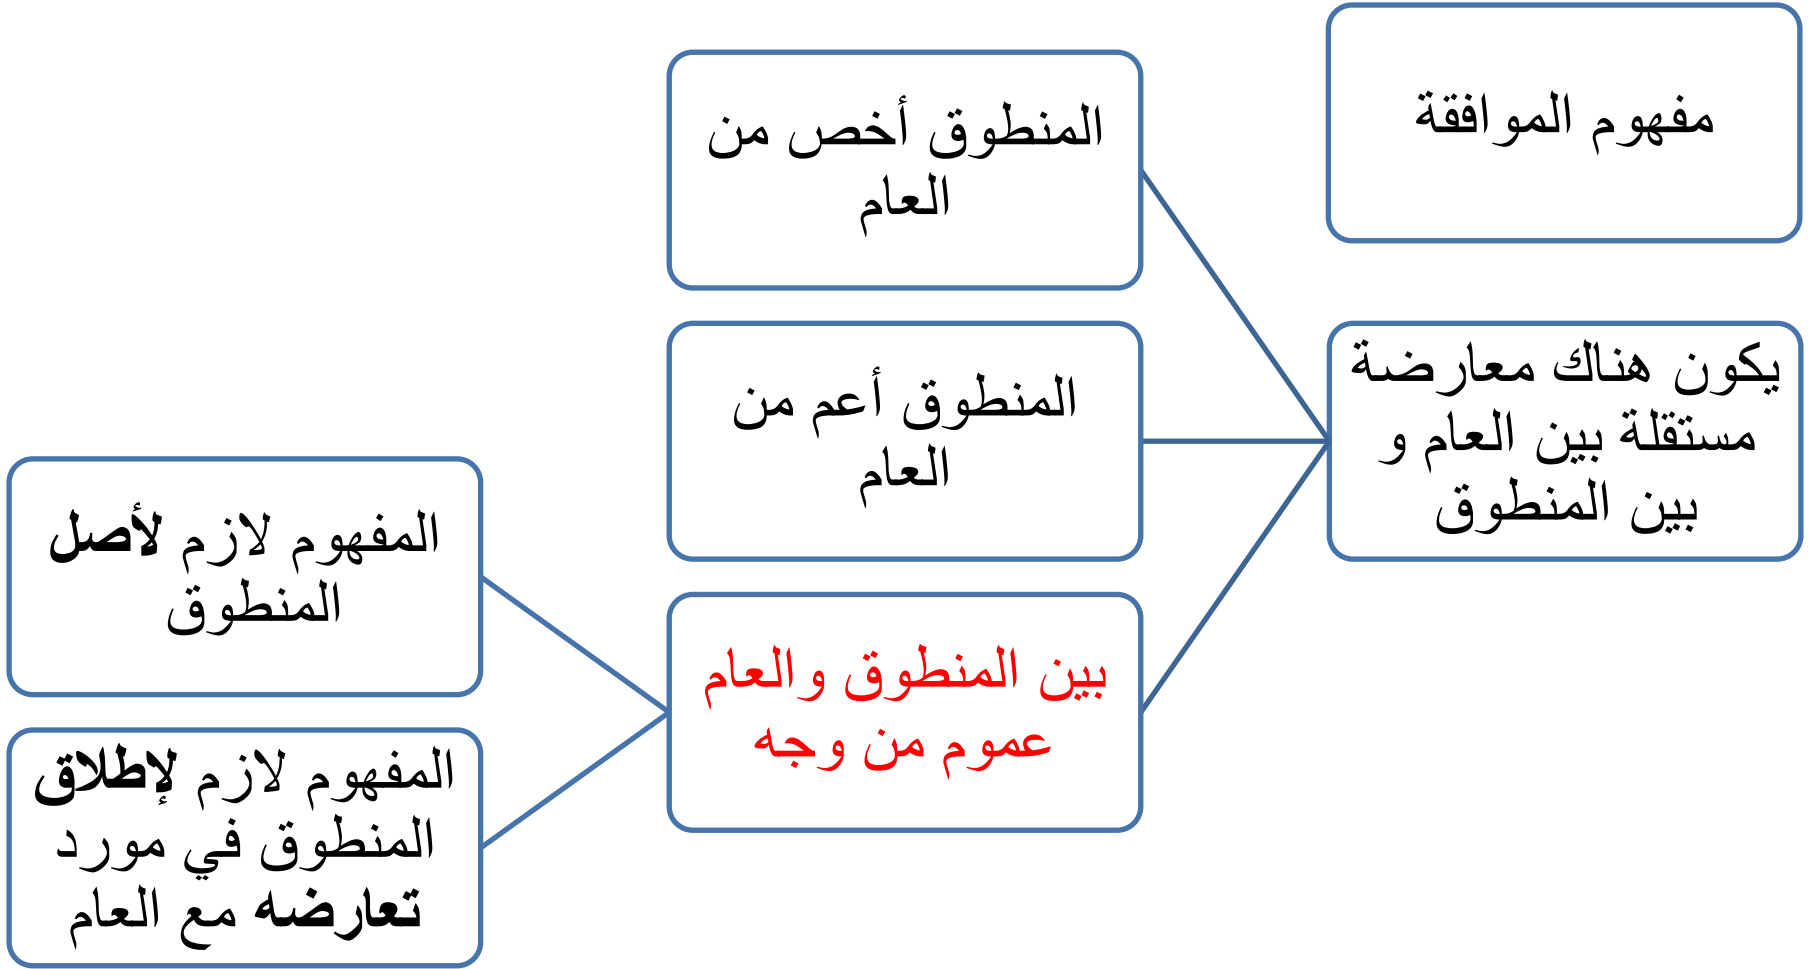 مفهوم الموافقة
يكون هناك معارضة
مستقلة بين العام و
بين المنطوق
المنطوق أخص من
العام
المنطوق أعم من
العام
بين المنطوق والعام
عموم من وجه
المفهوم لازم لأصل
المنطوق
المفهوم لازم لإطلاق
المنطوق في مورد
تعارضه مع العام